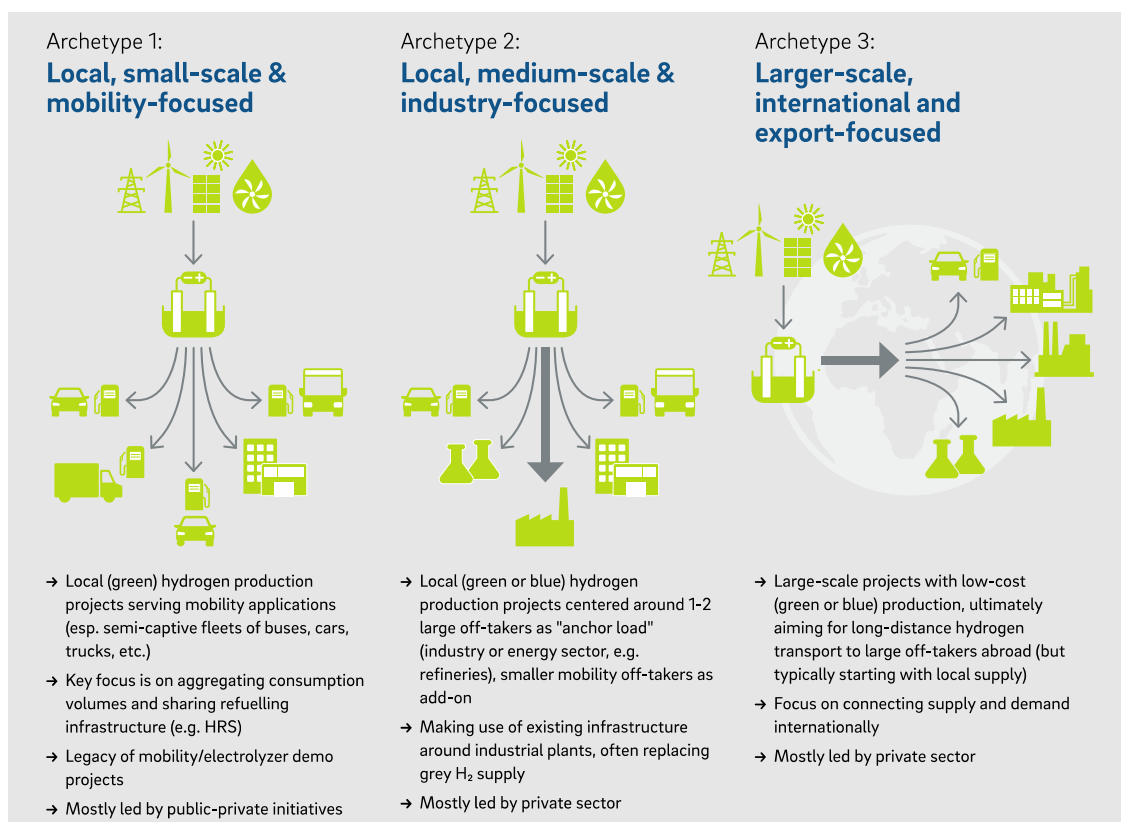 Archetype 1:
Local, small-scale &
mobility-focused
→ Local (green) hydrogen production
projects serving mobility applications
(esp. semi-captive fleets of buses, cars,
trucks, etc.)
→ Key focus is on aggregating consumption
volumes and sharing refuelling
infrastructure (e.g. HRS)
→ Legacy of mobility/electrolyzer demo
projects
→ Mostly led by public-private initiatives
Archetype 2:
Local, medium-scale &
industry-focused
→ Local (green or blue) hydrogen
production projects centered around 1-2
large off-takers as "anchor load"
(industry or energy sector, e.g.
refineries), smaller mobility off-takers as
add-on
→ Making use of existing infrastructure
around industrial plants, often replacing
grey H₂ supply
→ Mostly led by private sector
Archetype 3:
Larger-scale,
international and
export-focused
→ Large-scale projects with low-cost
(green or blue) production, ultimately
aiming for long-distance hydrogen
transport to large off-takers abroad (but
typically starting with local supply)
→ Focus on connecting supply and demand
internationally
→ Mostly led by private sector